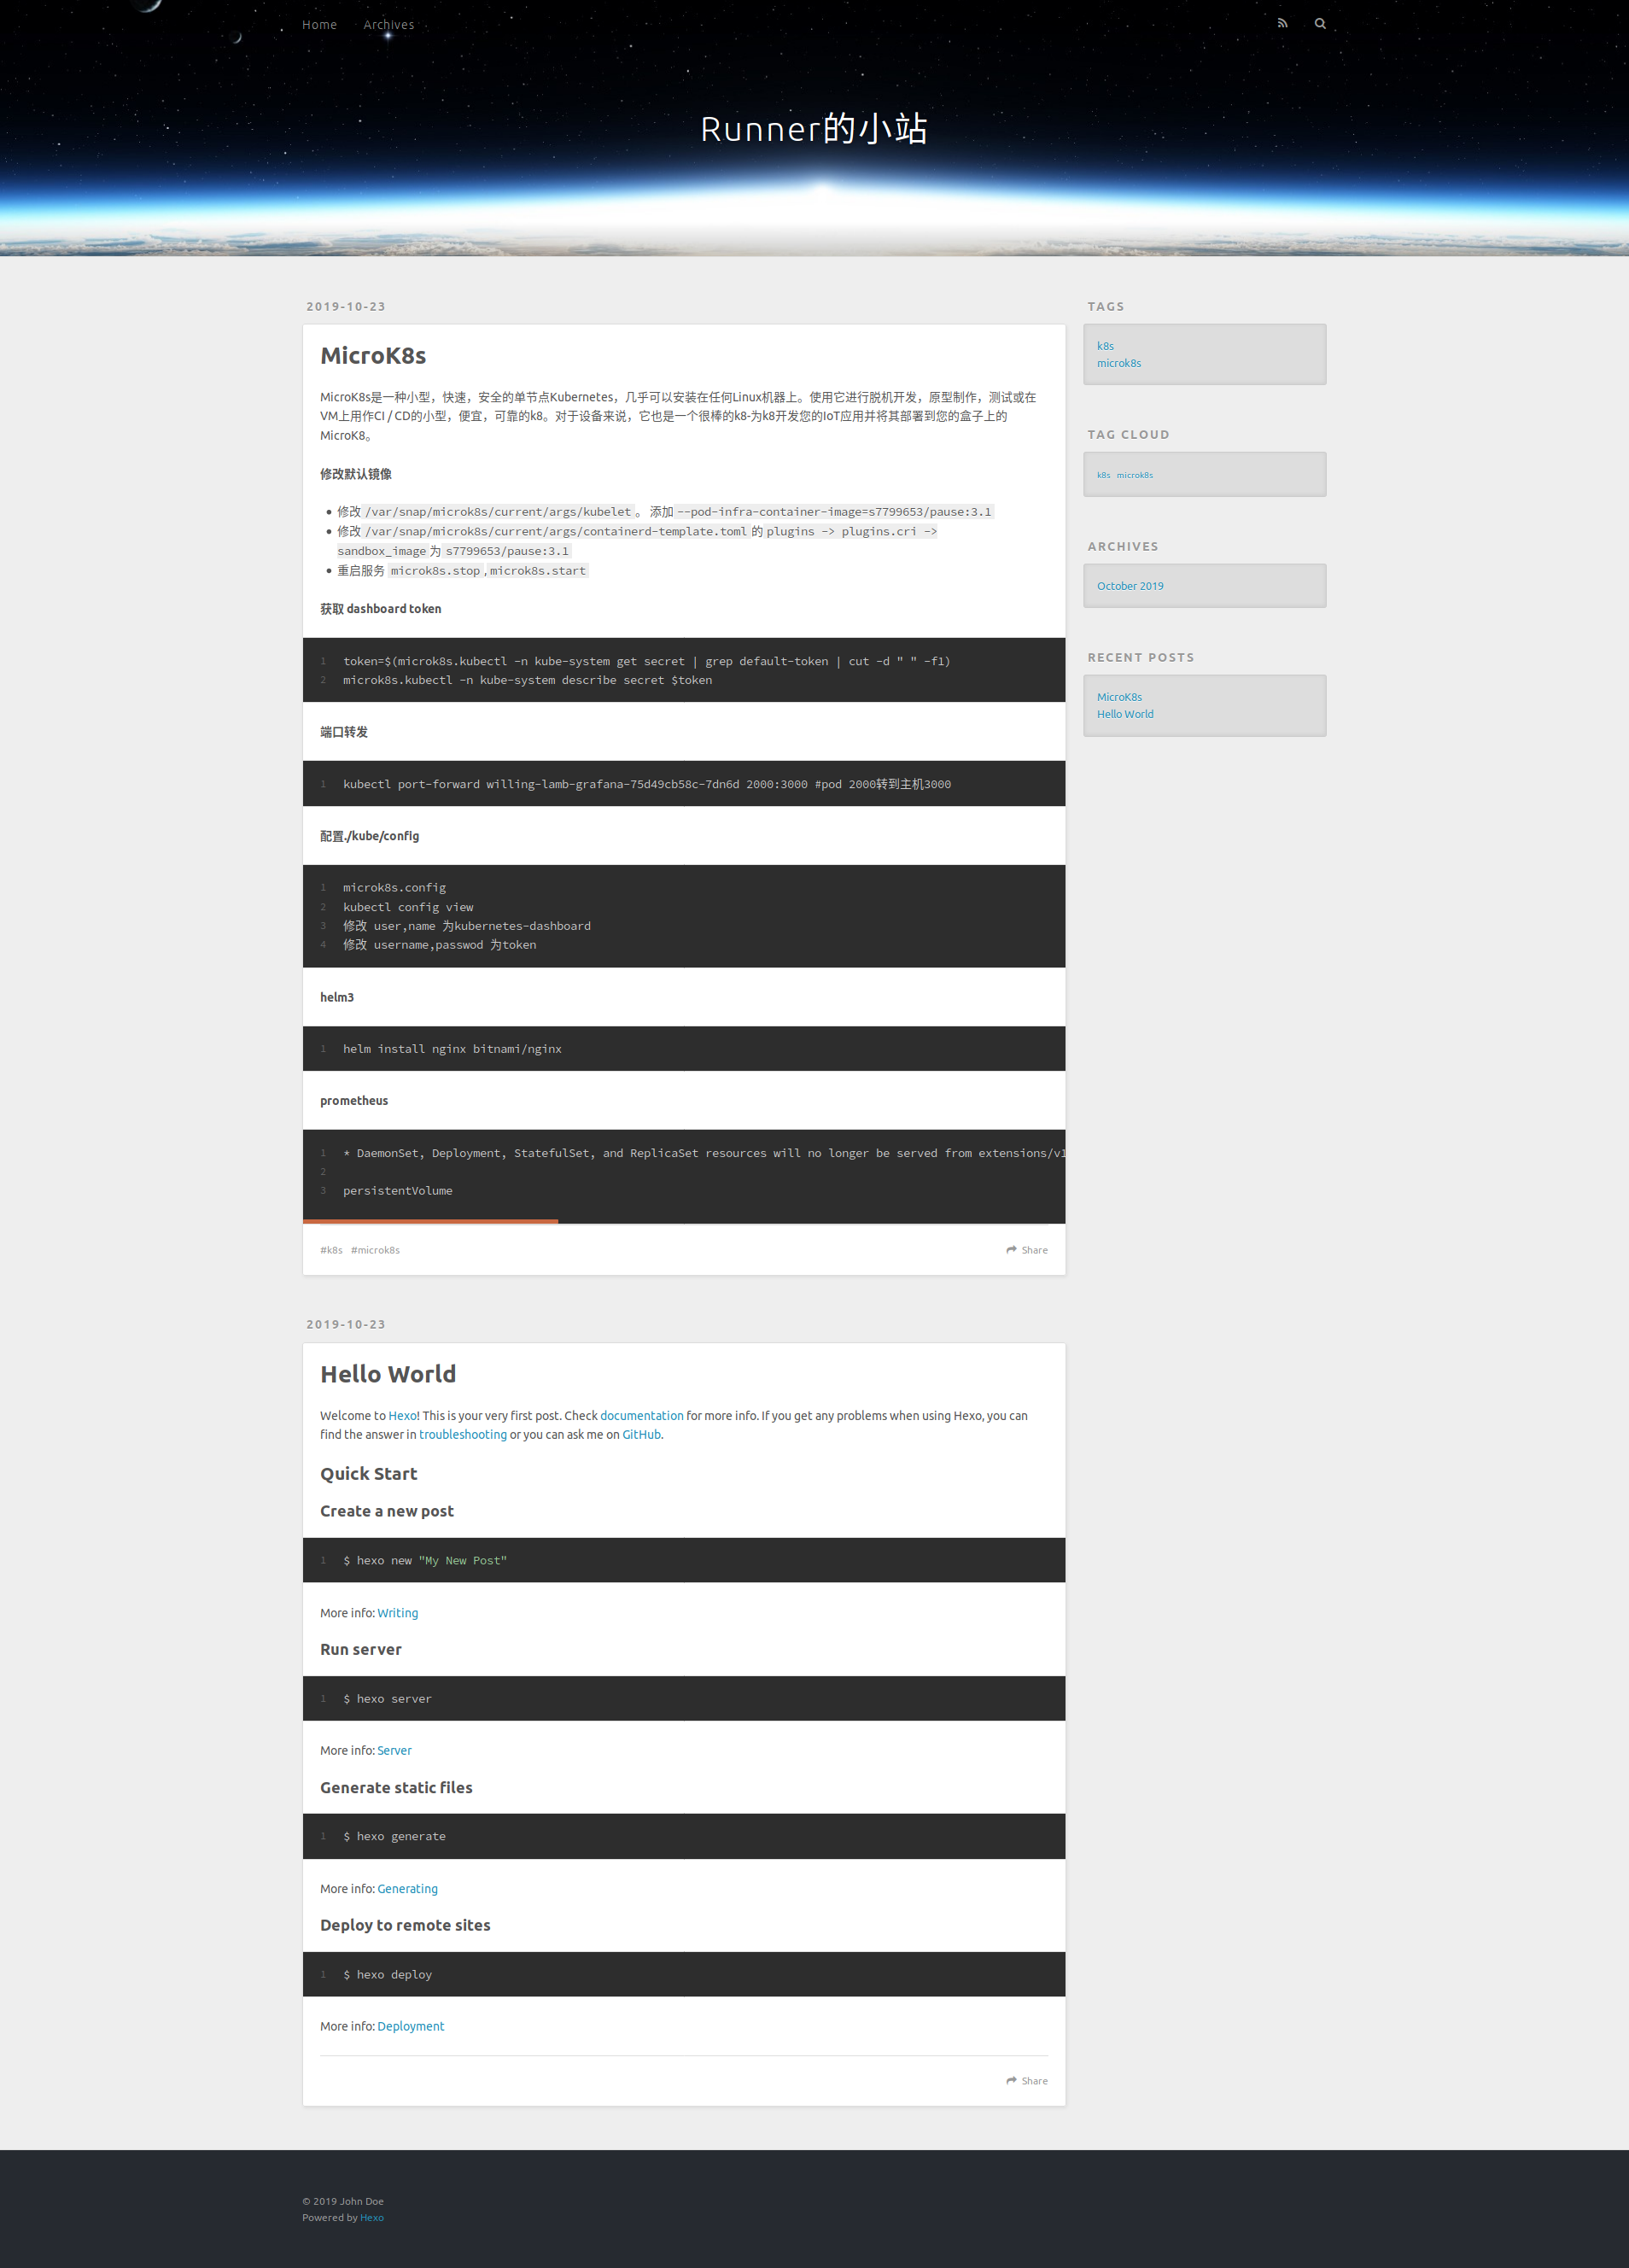 Home Archives
Runner的小站
2019-10-23
MicroK8s
MicroK8s是一种小型，快速，安全的单节点Kubernetes，几乎可以安装在任何Linux机器上。使用它进行脱机开发，原型制作，测试或在
VM上用作CI / CD的小型，便宜，可靠的k8。对于设备来说，它也是一个很棒的k8-为k8开发您的IoT应用并将其部署到您的盒子上的
MicroK8。
修改默认镜像
修改 /var/snap/microk8s/current/args/kubelet 。 添加 --pod-infra-container-image=s7799653/pause:3.1
修改 /var/snap/microk8s/current/args/containerd-template.toml 的 plugins -> plugins.cri ->
sandbox_image 为 s7799653/pause:3.1
重启服务 microk8s.stop , microk8s.start
获取 dashboard token
1 token=$(microk8s.kubectl -n kube-system get secret | grep default-token | cut -d " " -f1)
2 microk8s.kubectl -n kube-system describe secret $token
端口转发
1 kubectl port-forward willing-lamb-grafana-75d49cb58c-7dn6d 2000:3000 #pod 2000转到主机3000
配置./kube/config
1 microk8s.config
2 kubectl config view
3 修改 user,name 为kubernetes-dashboard
4 修改 username,passwod 为token
helm3
1 helm install nginx bitnami/nginx
prometheus
1 * DaemonSet, Deployment, StatefulSet, and ReplicaSet resources will no longer be served from extensions/v1
2
3 persistentVolume
#k8s #microk8s Share
2019-10-23
Hello World
Welcome to Hexo! This is your very first post. Check documentation for more info. If you get any problems when using Hexo, you can
find the answer in troubleshooting or you can ask me on GitHub.
Quick Start
Create a new post
1 $ hexo new "My New Post"
More info: Writing
Run server
1 $ hexo server
More info: Server
Generate static files
1 $ hexo generate
More info: Generating
Deploy to remote sites
1 $ hexo deploy
More info: Deployment
Share
TAGS
k8s
microk8s
TAG CLOUD
k8s microk8s
ARCHIVES
October 2019
RECENT POSTS
MicroK8s
Hello World
© 2019 John Doe
Powered by Hexo